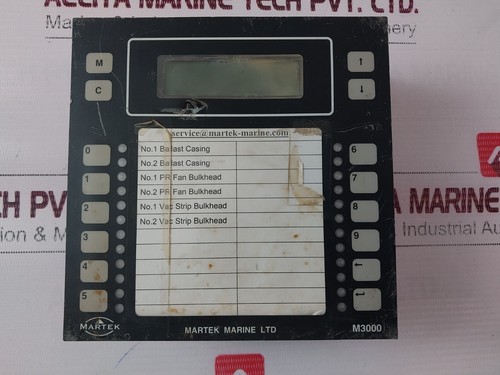 ACCITA MARINE TECH PVT. LTD.
M
C
↑
↓
service@martek-marine.com
No.1 Ballast Casing
No.2 Ballast Casing
No.1 PR Fan Bulkhead
No.2 PR Fan Bulkhead
No.1 Vac Strip Bulkhead
No.2 Vac Strip Bulkhead
0
1
2
3
4
5
6
7
8
9
←
↵
MARTEK
MARTEK MARINE LTD
M3000
CH PV
ion & M
A MARINE TE
Industrial Au